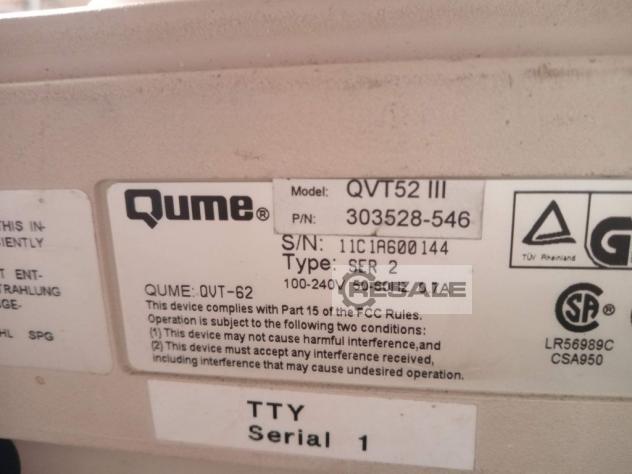 THIS IN-
IENTLY
T ENT-
TRAHLUNG
GE-
HL SPG
Qume®
Model: QVT52 III
P/N: 303528-546
S/N: 11C1A600144
Type: SER 2
100-240V 50-60HZ 0.7A
RESALE
QUME: QVT-62
This device complies with Part 15 of the FCC Rules.
Operation is subject to the following two conditions:
(1) This device may not cause harmful interference,and
(2) This device must accept any interference received,
including interference that may cause undesired operation.
TÜV Rheinland
G
SA®
LR56989C
CSA950
TTY
Serial 1